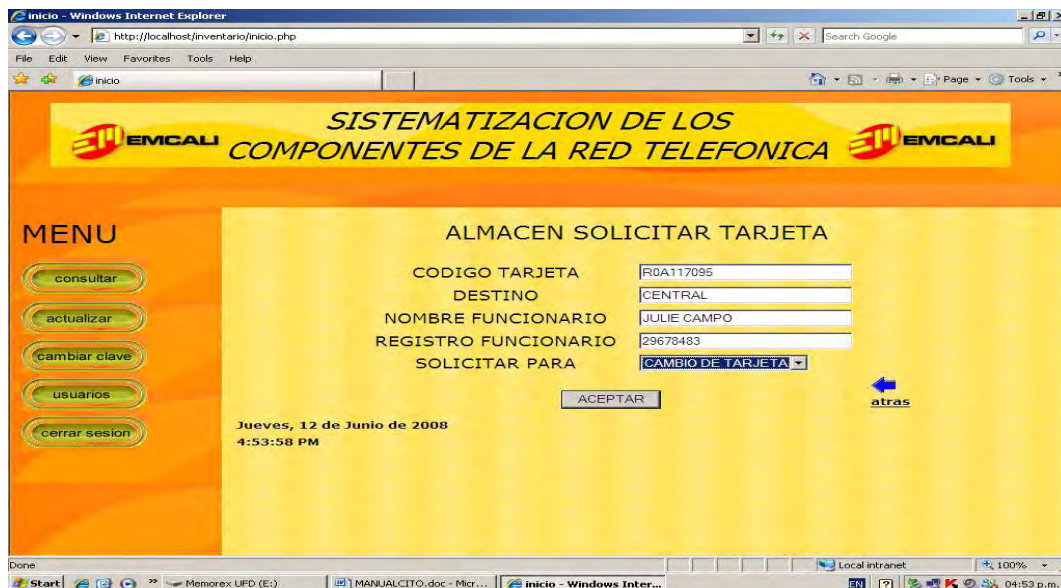 inicio - Windows Internet Explorer
http://localhost/inventario/inicio.php
Search Google
File Edit View Favorites Tools Help
inicio
Page Tools
EMCALI
SISTEMATIZACION DE LOS
COMPONENTES DE LA RED TELEFONICA
EMCALI
MENU
consultar
actualizar
cambiar clave
usuarios
cerrar sesion
ALMACEN SOLICITAR TARJETA
CODIGO TARJETA R0A117095
DESTINO CENTRAL
NOMBRE FUNCIONARIO JULIE CAMPO
REGISTRO FUNCIONARIO 29678483
SOLICITAR PARA CAMBIO DE TARJETA
ACEPTAR
atras
Jueves, 12 de Junio de 2008
4:53:58 PM
Done
Local intranet
100%
Start
Memorex UFD (E:)
MANUALCITO.doc - Micr...
inicio - Windows Inter...
EN
04:53 p.m.